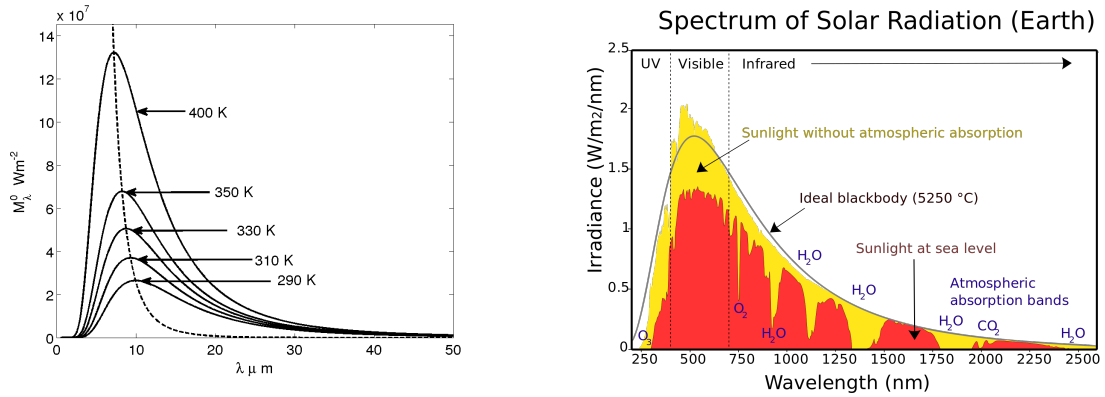 x 10⁷
14
12
10
8
6
4
2
0
M⁰λ Wm-2
400 K
350 K
330 K
310 K
290 K
0
10
20
30
40
50
λ μ m
Spectrum of Solar Radiation (Earth)
Irradiance (W/m2/nm)
2.5
2
1.5
1
0.5
0
UV
Visible
Infrared
Sunlight without atmospheric absorption
Ideal blackbody (5250 °C)
Sunlight at sea level
Atmospheric
absorption bands
H2O
H2O
H2O
CO2
H2O
O3
O2
H2O
250
500
750
1000
1250
1500
1750
2000
2250
2500
Wavelength (nm)